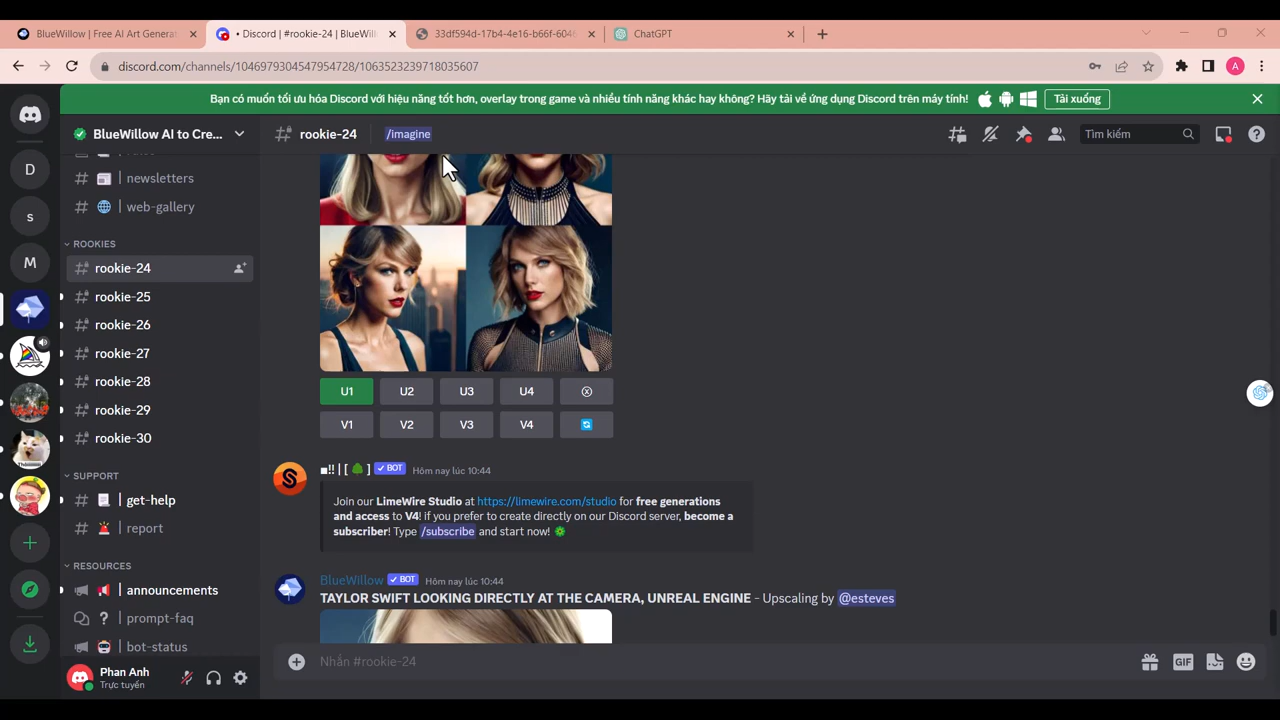 BlueWillow | Free AI Art Generat
• Discord | #rookie-24 | BlueWill
33df594d-17b4-4e16-b66f-6046
ChatGPT
discord.com/channels/1046979304547954728/1063523239718035607
A
Bạn có muốn tối ưu hóa Discord với hiệu năng tốt hơn, overlay trong game và nhiều tính năng khác hay không? Hãy tải về ứng dụng Discord trên máy tính!
Tải xuống
BlueWillow AI to Cre...
rookie-24
/imagine
Tìm kiếm
D
s
M
newsletters
web-gallery
ROOKIES
rookie-24
rookie-25
rookie-26
rookie-27
rookie-28
rookie-29
rookie-30
SUPPORT
get-help
report
RESOURCES
announcements
prompt-faq
bot-status
Phan Anh
Trực tuyến
U1 U2 U3 U4
V1 V2 V3 V4
■!! | [ 🌳 ] BOT Hôm nay lúc 10:44
Join our LimeWire Studio at https://limewire.com/studio for free generations
and access to V4! if you prefer to create directly on our Discord server, become a
subscriber! Type /subscribe and start now!
BlueWillow BOT Hôm nay lúc 10:44
TAYLOR SWIFT LOOKING DIRECTLY AT THE CAMERA, UNREAL ENGINE - Upscaling by @esteves
Nhắn #rookie-24
GIF